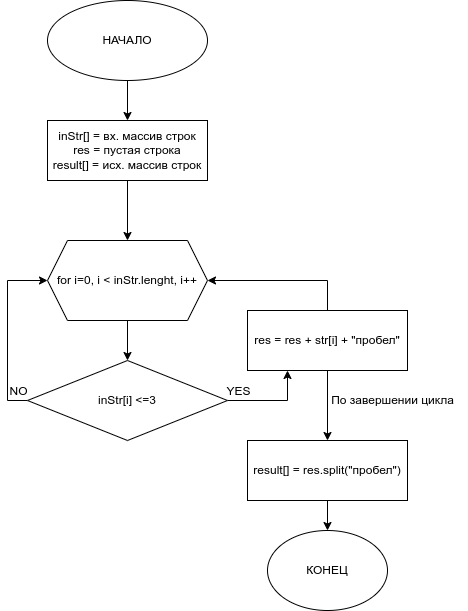 НАЧАЛО
inStr[] = вх. массив строк
res = пустая строка
result[] = исх. массив строк
for i=0, i < inStr.lenght, i++
res = res + str[i] + "пробел"
NO
inStr[i] <=3
YES
По завершении цикла
result[] = res.split("пробел")
КОНЕЦ